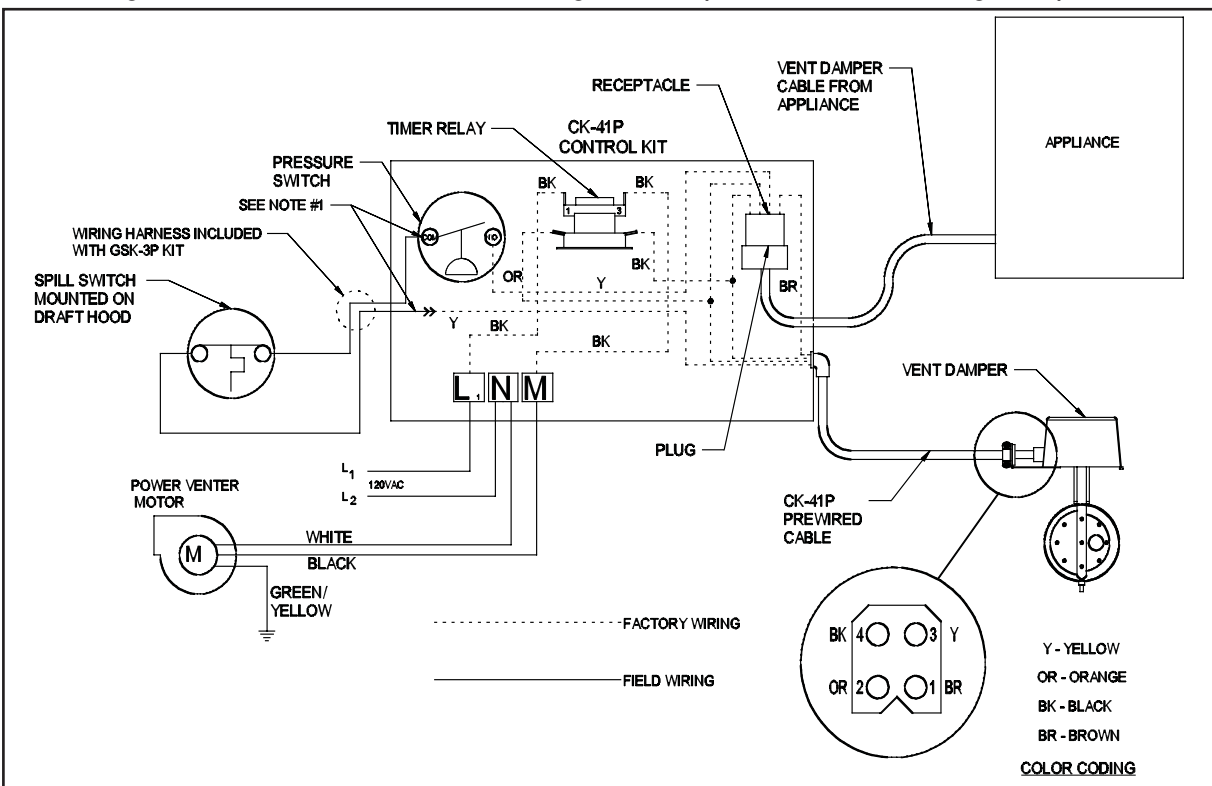 VENT DAMPER
CABLE FROM
APPLIANCE
RECEPTACLE
APPLIANCE
TIMER RELAY
CK-41P
CONTROL KIT
PRESSURE
SWITCH
BK
BK
SEE NOTE #1
1
3
WIRING HARNESS INCLUDED
WITH GSK-3P KIT
COM
NO
SPILL SWITCH
MOUNTED ON
DRAFT HOOD
OR
Y
BK
BR
Y
BK
BK
L1
N
M
VENT DAMPER
PLUG
L1
120VAC
L2
POWER VENTER
MOTOR
CK-41P
PREWIRED
CABLE
WHITE
BLACK
M
GREEN/
YELLOW
FACTORY WIRING
FIELD WIRING
BK 4 3 Y
OR 2 1 BR
Y - YELLOW
OR - ORANGE
BK - BLACK
BR - BROWN
COLOR CODING